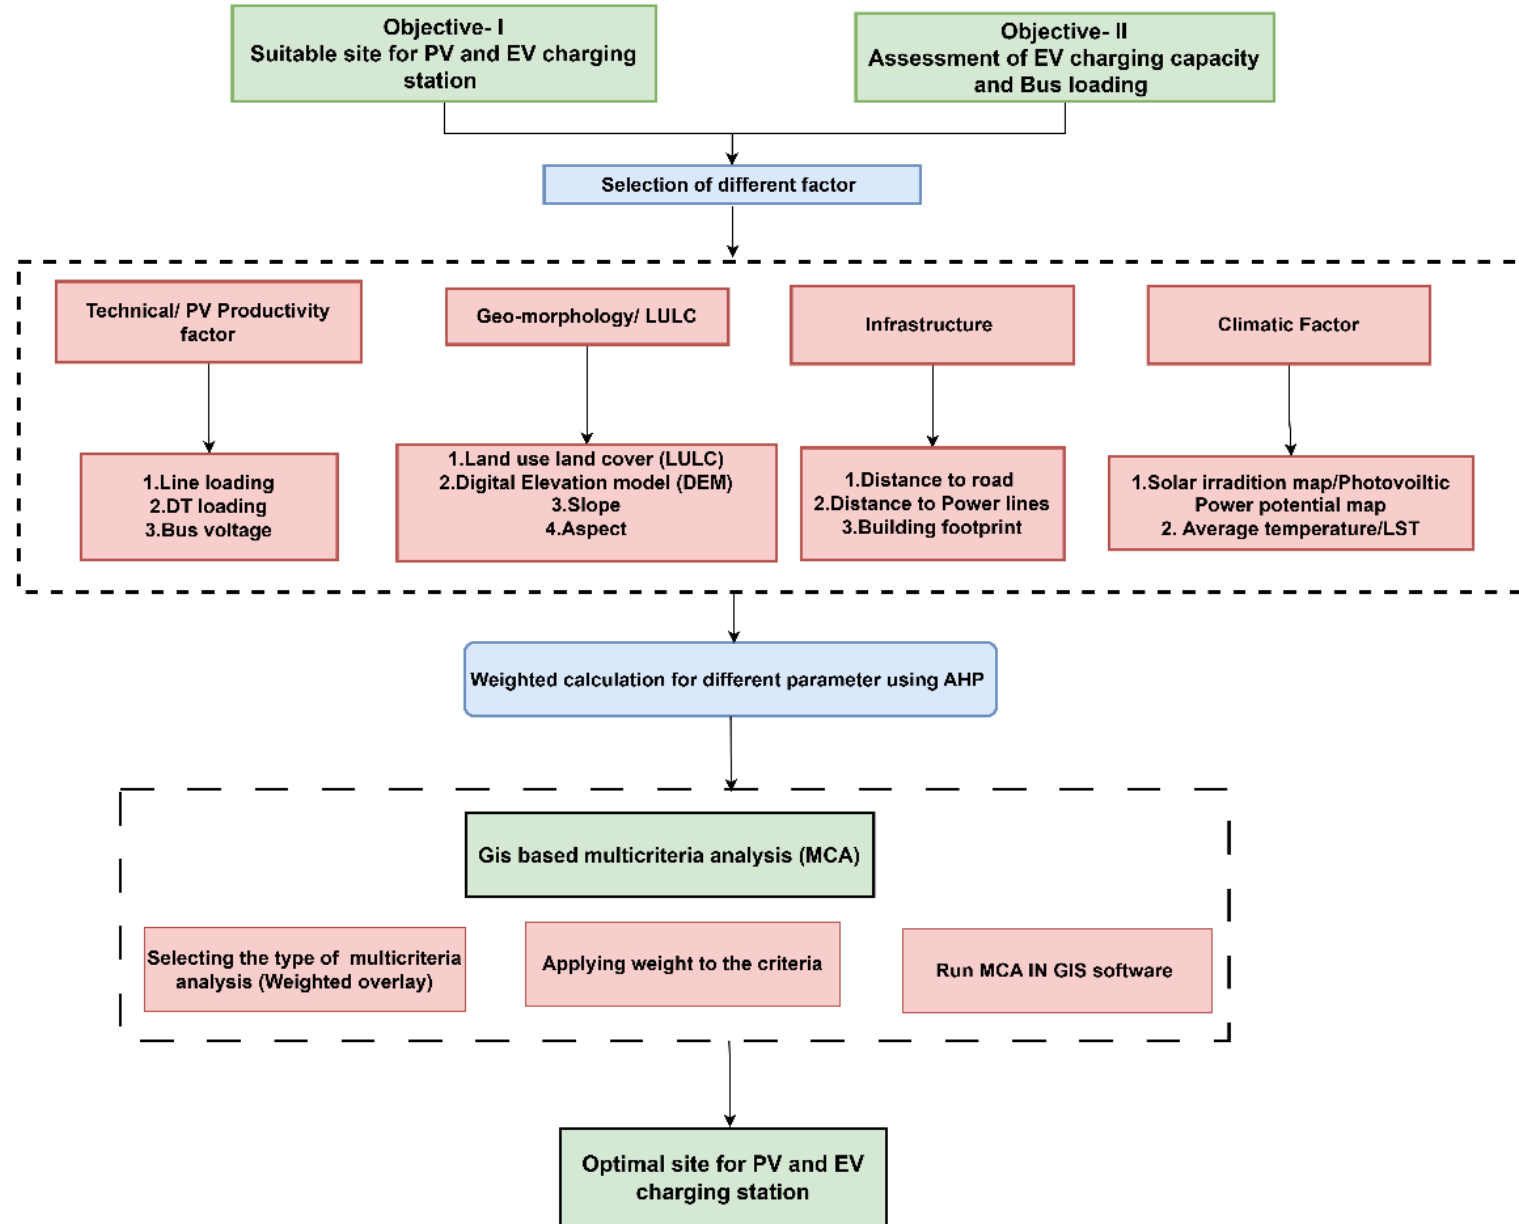 Objective- I
Suitable site for PV and EV charging
station
Objective- II
Assessment of EV charging capacity
and Bus loading
Selection of different factor
Technical/ PV Productivity
factor
Geo-morphology/ LULC
Infrastructure
Climatic Factor
1.Line loading
2.DT loading
3.Bus voltage
1.Land use land cover (LULC)
2.Digital Elevation model (DEM)
3.Slope
4.Aspect
1.Distance to road
2.Distance to Power lines
3.Building footprint
1.Solar irradition map/Photovoiltic
Power potential map
2. Average temperature/LST
Weighted calculation for different parameter using AHP
Gis based multicriteria analysis (MCA)
Selecting the type of multicriteria
analysis (Weighted overlay)
Applying weight to the criteria
Run MCA IN GIS software
Optimal site for PV and EV
charging station